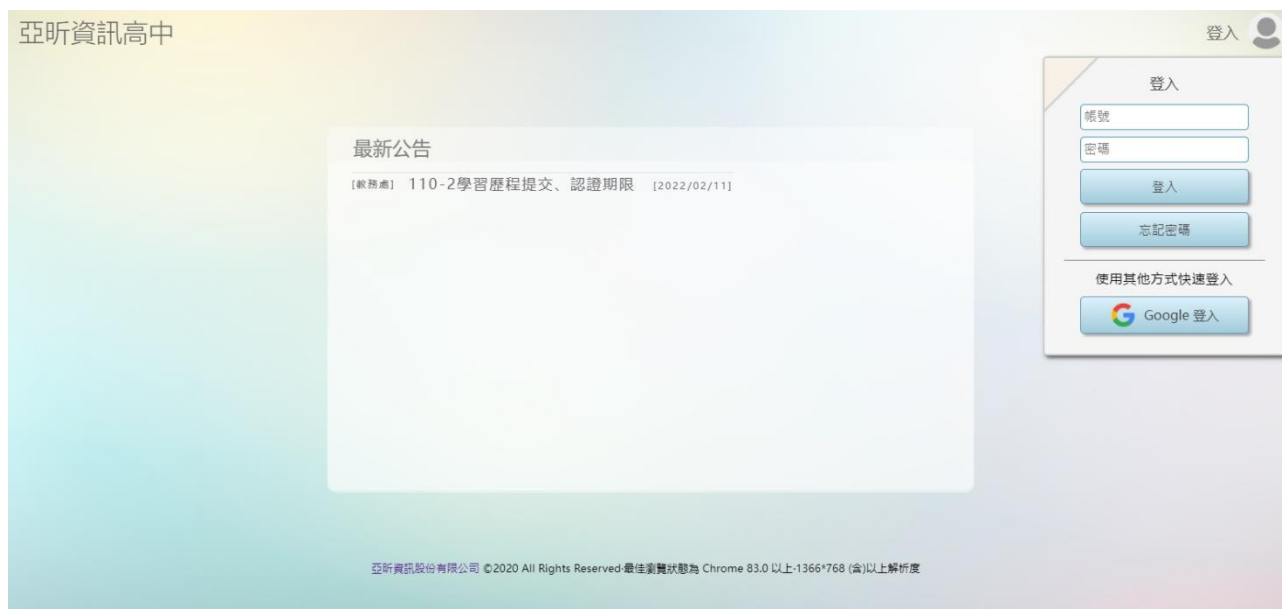 亞昕資訊高中
登入
登入
帳號
密碼
登入
忘記密碼
使用其他方式快速登入
Google 登入
最新公告
[教務處] 110-2學習歷程提交、認證期限 [2022/02/11]
亞昕資訊股份有限公司 ©2020 All Rights Reserved‧最佳瀏覽狀態為 Chrome 83.0 以上‧1366*768 (含)以上解析度